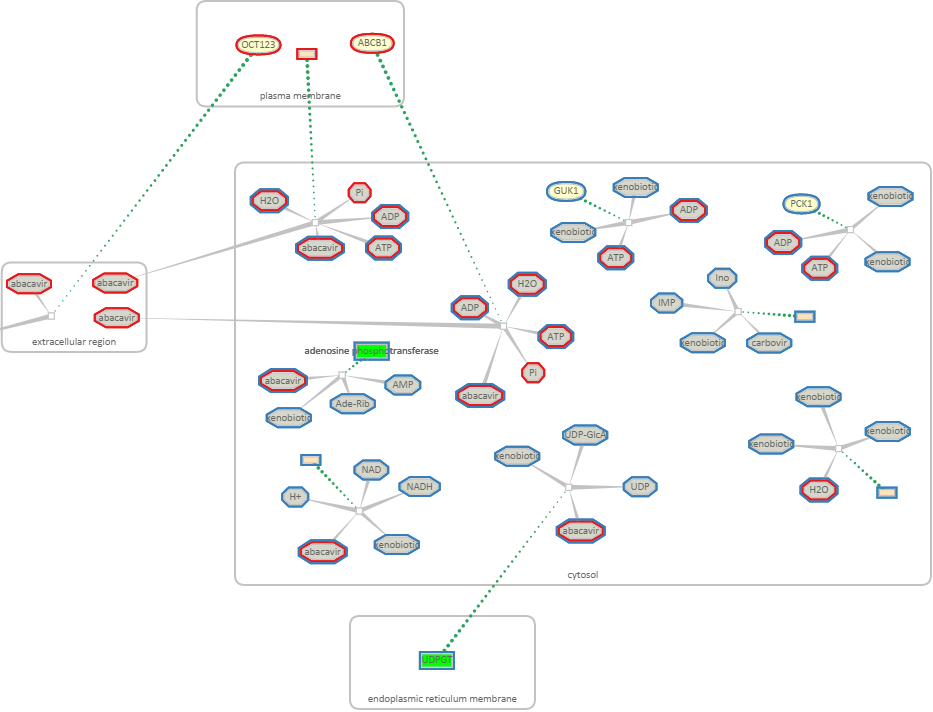 OCT123
ABCB1
plasma membrane
H2O
Pi
ADP
abacavir
ATP
GUK1
xenobiotic
ADP
xenobiotic
ATP
PCK1
xenobiotic
ADP
ATP
xenobiotic
abacavir
abacavir
abacavir
extracellular region
H2O
ADP
ATP
Pi
abacavir
Ino
IMP
xenobiotic
carbovir
adenosine phosphotransferase
abacavir
AMP
Ade-Rib
xenobiotic
xenobiotic
xenobiotic
xenobiotic
H2O
UDP-GlcA
xenobiotic
UDP
abacavir
NAD
H+
NADH
abacavir
xenobiotic
cytosol
UDPGT
endoplasmic reticulum membrane